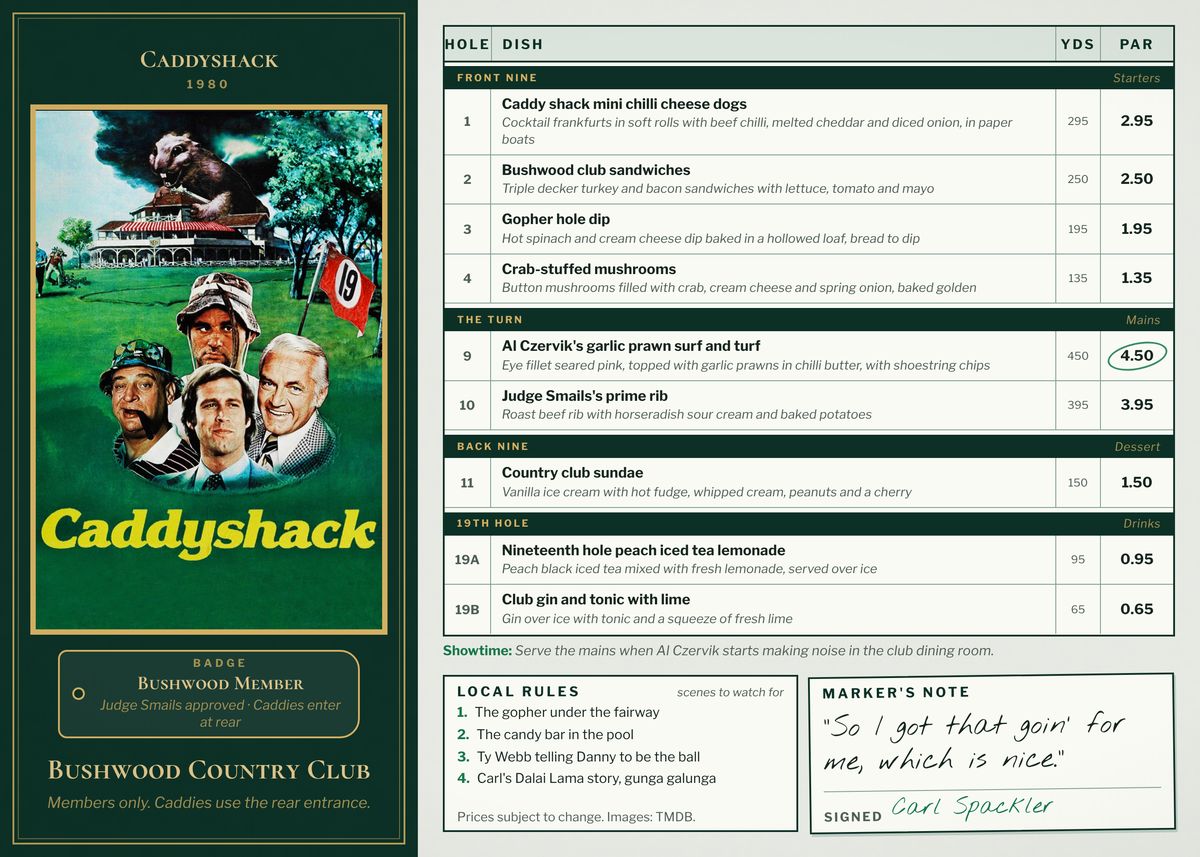 CADDYSHACK
1980
19
Caddyshack
BADGE
BUSHWOOD MEMBER
Judge Smails approved · Caddies enter
at rear
BUSHWOOD COUNTRY CLUB
Members only. Caddies use the rear entrance.
HOLE DISH YDS PAR
FRONT NINE Starters
Caddy shack mini chilli cheese dogs
1 Cocktail frankfurts in soft rolls with beef chilli, melted cheddar and diced onion, in paper 295 2.95
boats
Bushwood club sandwiches
2 Triple decker turkey and bacon sandwiches with lettuce, tomato and mayo 250 2.50
Gopher hole dip
3 Hot spinach and cream cheese dip baked in a hollowed loaf, bread to dip 195 1.95
Crab-stuffed mushrooms
4 Button mushrooms filled with crab, cream cheese and spring onion, baked golden 135 1.35
THE TURN Mains
Al Czervik's garlic prawn surf and turf
9 Eye fillet seared pink, topped with garlic prawns in chilli butter, with shoestring chips 450 4.50
Judge Smails's prime rib
10 Roast beef rib with horseradish sour cream and baked potatoes 395 3.95
BACK NINE Dessert
Country club sundae
11 Vanilla ice cream with hot fudge, whipped cream, peanuts and a cherry 150 1.50
19TH HOLE Drinks
Nineteenth hole peach iced tea lemonade
19A Peach black iced tea mixed with fresh lemonade, served over ice 95 0.95
Club gin and tonic with lime
19B Gin over ice with tonic and a squeeze of fresh lime 65 0.65
Showtime: Serve the mains when Al Czervik starts making noise in the club dining room.
LOCAL RULES scenes to watch for
1. The gopher under the fairway
2. The candy bar in the pool
3. Ty Webb telling Danny to be the ball
4. Carl's Dalai Lama story, gunga galunga
Prices subject to change. Images: TMDB.
MARKER'S NOTE
"So I got that goin' for
me, which is nice."
SIGNED Carl Spackler